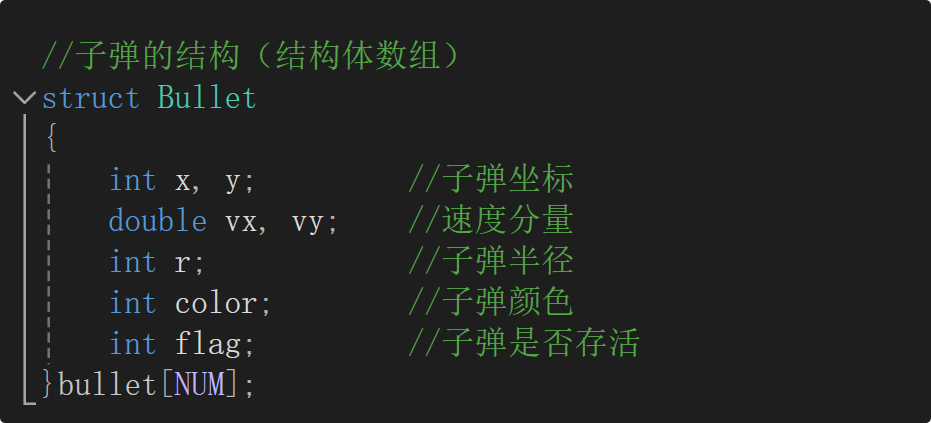 //子弹的结构（结构体数组）
struct Bullet
{
int x, y; //子弹坐标
double vx, vy; //速度分量
int r; //子弹半径
int color; //子弹颜色
int flag; //子弹是否存活
}bullet[NUM];